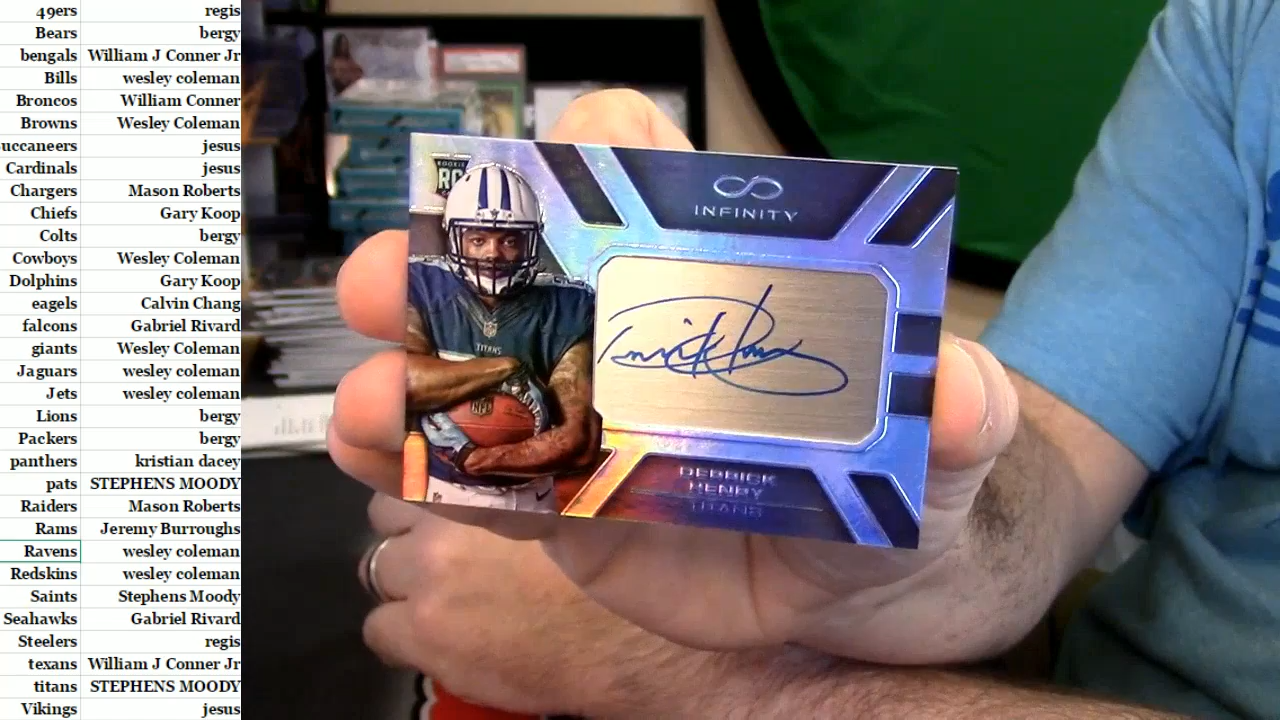 49ers regis
Bears bergy
bengals William J Conner Jr
Bills wesley coleman
Broncos William Conner
Browns Wesley Coleman
uccaneers jesus
Cardinals jesus
Chargers Mason Roberts
Chiefs Gary Koop
Colts bergy
Cowboys Wesley Coleman
Dolphins Gary Koop
eagels Calvin Chang
falcons Gabriel Rivard
giants Wesley Coleman
Jaguars wesley coleman
Jets wesley coleman
Lions bergy
Packers bergy
panthers kristian dacey
pats STEPHENS MOODY
Raiders Mason Roberts
Rams Jeremy Burroughs
Ravens wesley coleman
Redskins wesley coleman
Saints Stephens Moody
Seahawks Gabriel Rivard
Steelers regis
texans William J Conner Jr
titans STEPHENS MOODY
Vikings jesus
ROOKIE
RC
INFINITY
TITANS
NFL
DERRICK
HENRY
TITANS